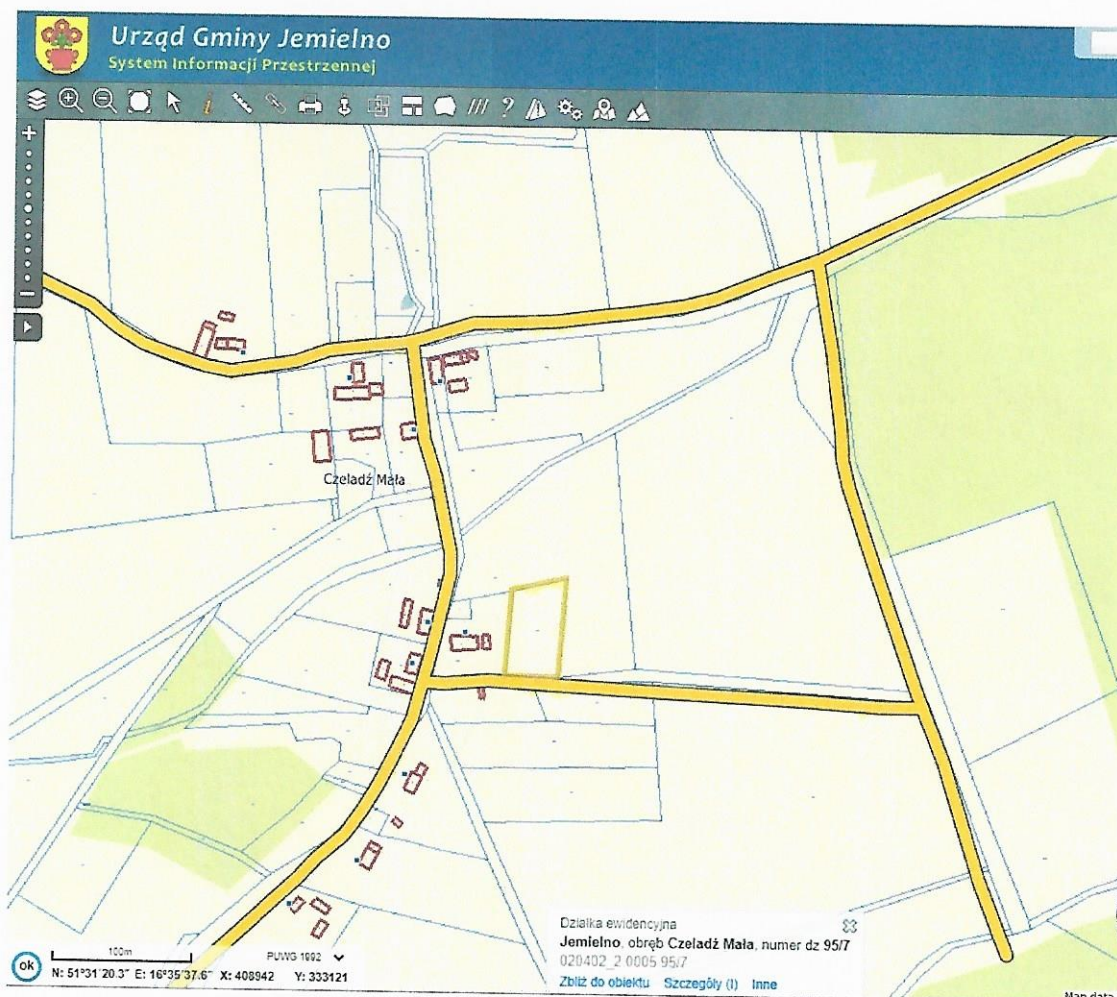 Urząd Gminy Jemielno
System Informacji Przestrzennej
Czeladź Mała
Działka ewidencyjna
Jemielno, obręb Czeladź Mała, numer dz 95/7
020402_2.0005.95/7
Zbliż do obiektu Szczegóły (I) Inne
100m
PUWG 1992
ok
N: 51°31'20.3" E: 16°35'37.6" X: 408942 Y: 333121
Map data